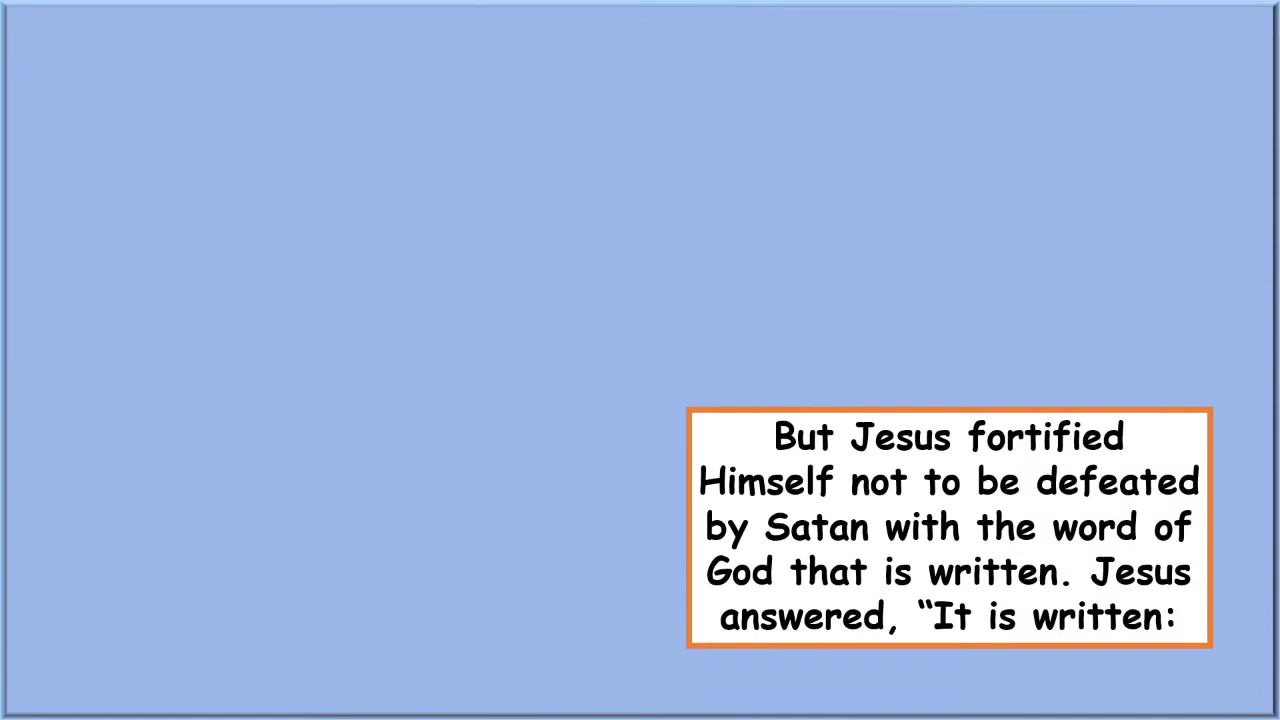 But Jesus fortified
Himself not to be defeated
by Satan with the word of
God that is written. Jesus
answered, “It is written: